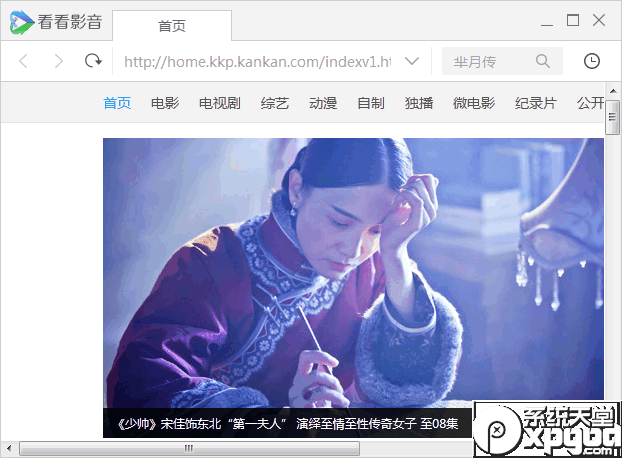 看看影音 首页
http://home.kkp.kankan.com/indexv1.ht 芈月传
首页 电影 电视剧 综艺 动漫 自制 独播 微电影 纪录片 公开
《少帅》宋佳饰东北“第一夫人” 演绎至情至性传奇女子 至08集
系统天堂
xpgod
.com